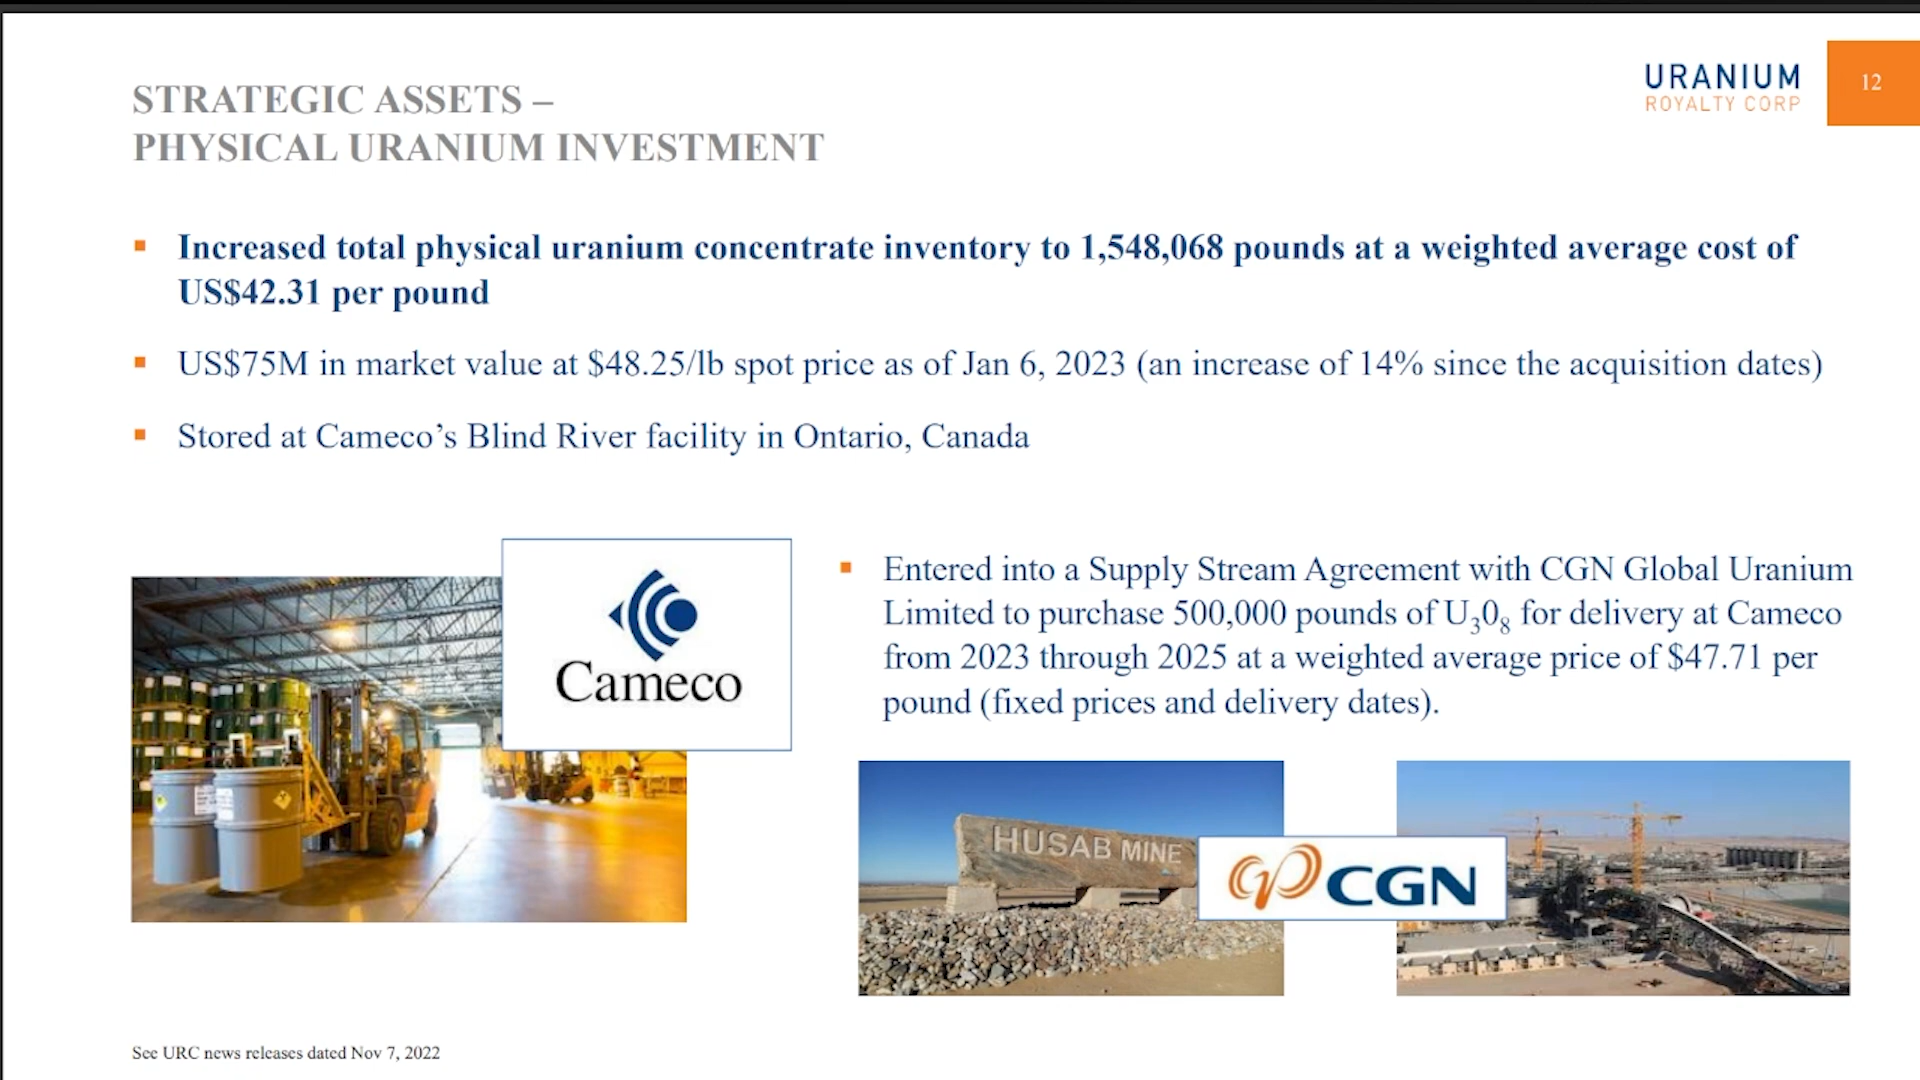 URANIUM
ROYALTY CORP
12
STRATEGIC ASSETS –
PHYSICAL URANIUM INVESTMENT
Increased total physical uranium concentrate inventory to 1,548,068 pounds at a weighted average cost of
US$42.31 per pound
US$75M in market value at $48.25/lb spot price as of Jan 6, 2023 (an increase of 14% since the acquisition dates)
Stored at Cameco’s Blind River facility in Ontario, Canada
Cameco
Entered into a Supply Stream Agreement with CGN Global Uranium
Limited to purchase 500,000 pounds of U₃0₈ for delivery at Cameco
from 2023 through 2025 at a weighted average price of $47.71 per
pound (fixed prices and delivery dates).
HUSAB MINE
CGN
See URC news releases dated Nov 7, 2022